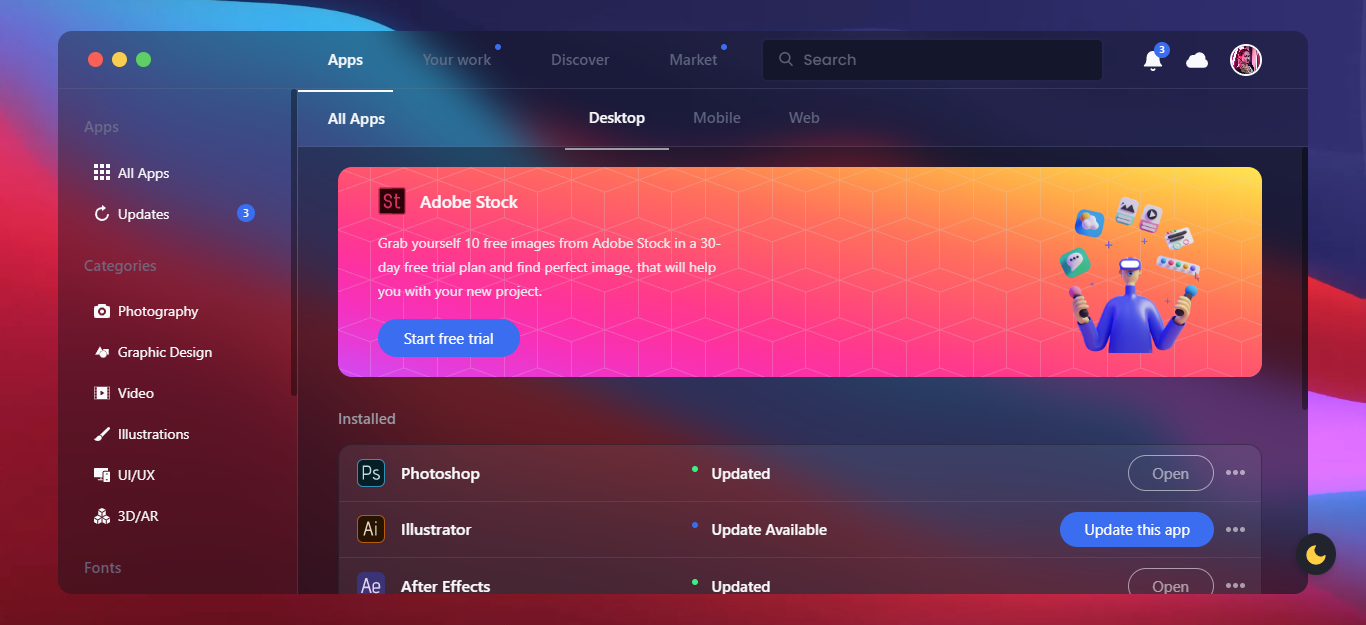 Apps
Your work
Discover
Market
Search
3
Apps
All Apps
Updates
3
Categories
Photography
Graphic Design
Video
Illustrations
UI/UX
3D/AR
Fonts
All Apps
Desktop
Mobile
Web
St
Adobe Stock
Grab yourself 10 free images from Adobe Stock in a 30-
day free trial plan and find perfect image, that will help
you with your new project.
Start free trial
Installed
Ps
Photoshop
Updated
Open
Ai
Illustrator
Update Available
Update this app
Ae
After Effects
Updated
Open